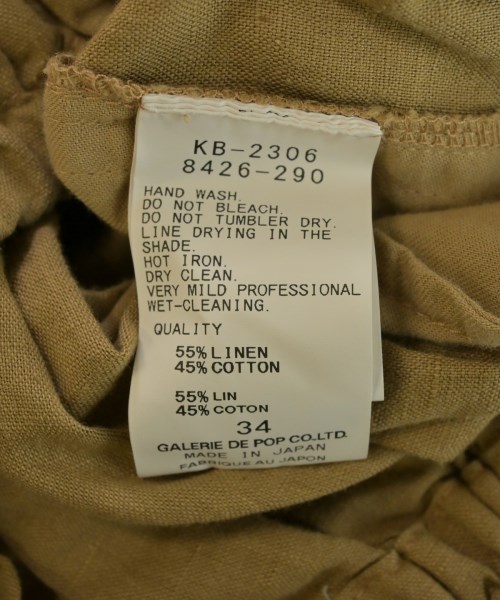 KB-2306
8426-290
HAND WASH.
DO NOT BLEACH.
DO NOT TUMBLER DRY.
LINE DRYING IN THE
SHADE.
HOT IRON.
DRY CLEAN.
VERY MILD PROFESSIONAL
WET-CLEANING.
QUALITY
55% LINEN
45% COTTON
55% LIN
45% COTON
34
GALERIE DE POP CO.LTD.
MADE IN JAPAN
FABRIQUE AU JAPON